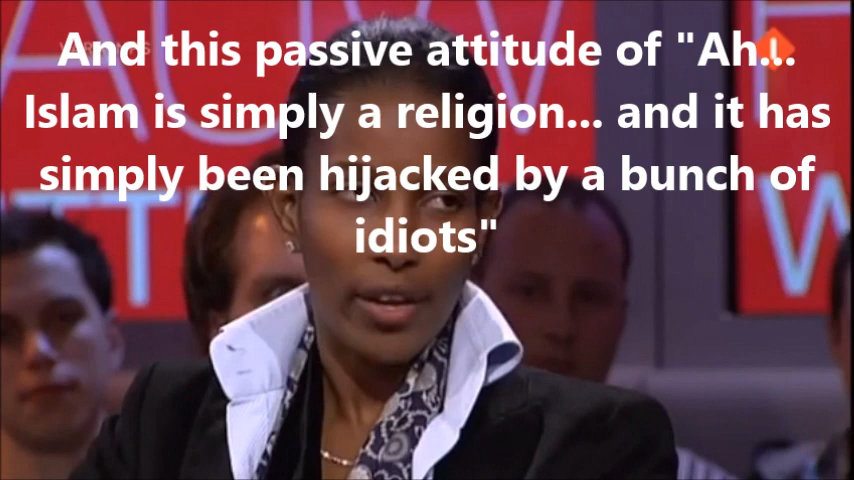 And this passive attitude of "Ah...
Islam is simply a religion... and it has
simply been hijacked by a bunch of
idiots"